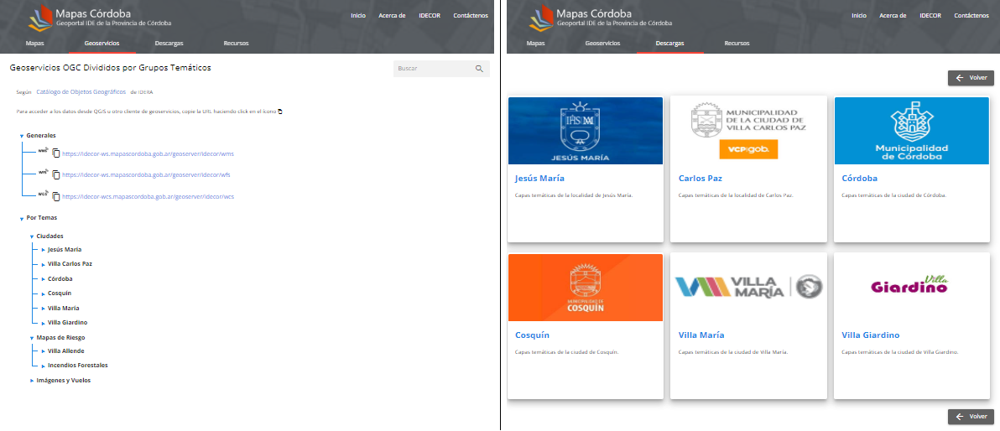 Mapas Córdoba
Geoportal IDE de la Provincia de Córdoba
Inicio Acerca de IDECOR Contáctenos
Mapas Geoservicios Descargas Recursos
Geoservicios OGC Divididos por Grupos Temáticos
Buscar
Según Catálogo de Objetos Geográficos de IDERA
Para acceder a los datos desde QGIS u otro cliente de geoservicios, copie la URL haciendo click en el ícono
Generales
WMS https://idecor-ws.mapascordoba.gob.ar/geoserver/idecor/wms
WFS https://idecor-ws.mapascordoba.gob.ar/geoserver/idecor/wfs
WCS https://idecor-wcs.mapascordoba.gob.ar/geoserver/idecor/wcs
Por Temas
Ciudades
Jesús María
Villa Carlos Paz
Córdoba
Cosquín
Villa María
Villa Giardino
Mapas de Riesgo
Villa Allende
Incendios Forestales
Imágenes y Vuelos
Mapas Córdoba
Geoportal IDE de la Provincia de Córdoba
Inicio Acerca de IDECOR Contáctenos
Mapas Geoservicios Descargas Recursos
Volver
JESÚS MARÍA
Jesús María
Capas temáticas de la localidad de Jesús María.
MUNICIPALIDAD
DE LA CIUDAD DE
VILLA CARLOS PAZ
VCP.gob.
Carlos Paz
Capas temáticas de la localidad de Carlos Paz.
Municipalidad
de Córdoba
Córdoba
Capas temáticas de la ciudad de Córdoba.
MUNICIPALIDAD DE
COSQUÍN
Cosquín
Capas temáticas de la ciudad de Cosquín.
VILLA
MARÍA
Villa María
Capas temáticas de la ciudad de Villa María.
Villa
Giardino
Villa Giardino
Capas temáticas de la ciudad de Villa Giardino.
Volver